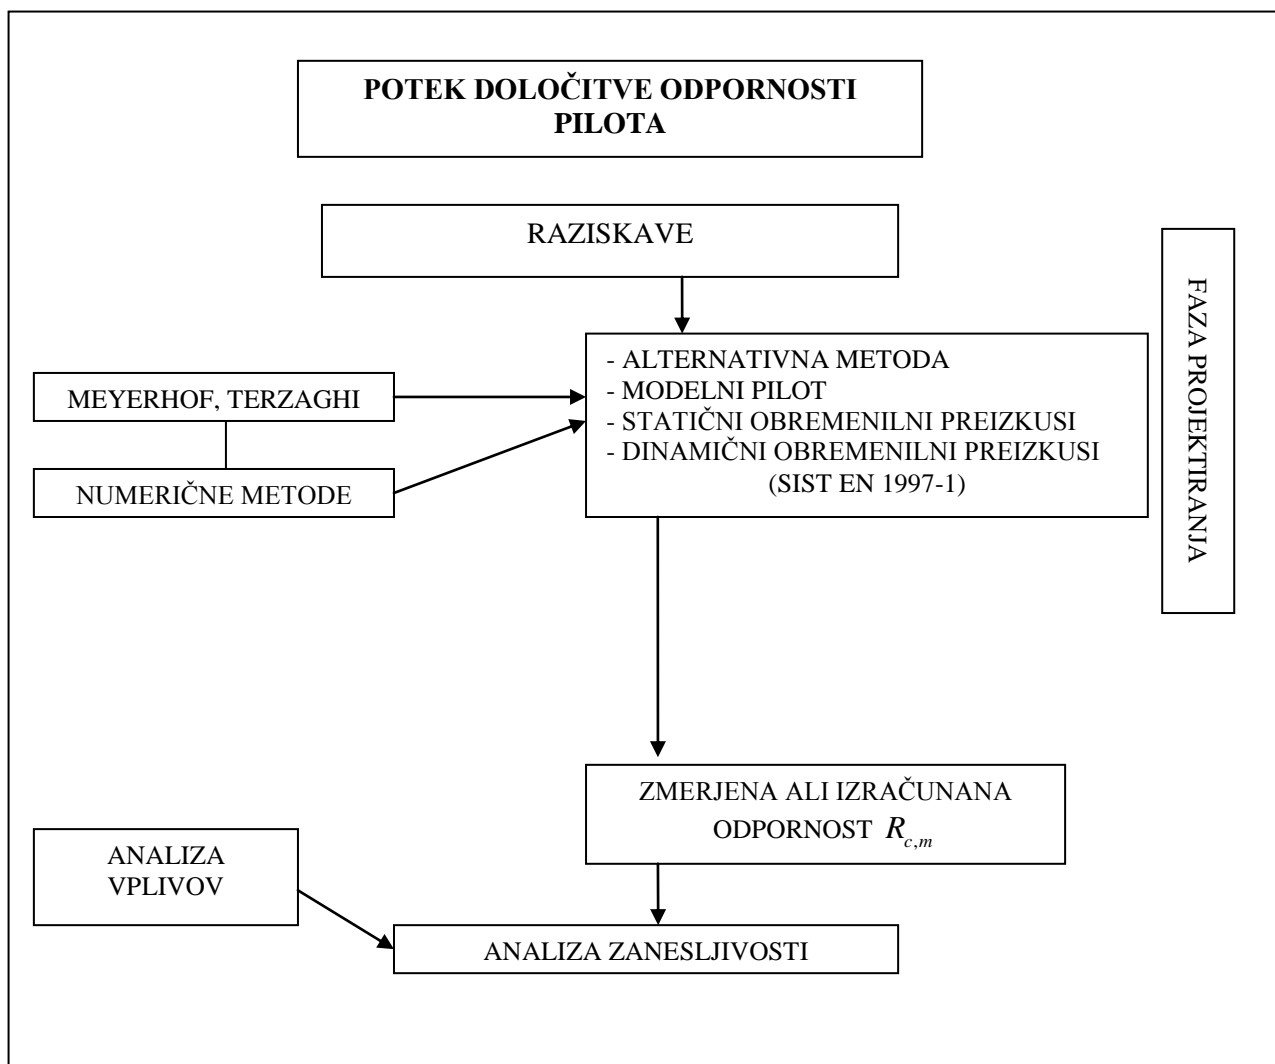 POTEK DOLOČITVE ODPORNOSTI
PILOTA
RAZISKAVE
FAZA PROJEKTIRANJA
- ALTERNATIVNA METODA
- MODELNI PILOT
- STATIČNI OBREMENILNI PREIZKUSI
- DINAMIČNI OBREMENILNI PREIZKUSI
(SIST EN 1997-1)
MEYERHOF, TERZAGHI
NUMERIČNE METODE
ZMERJENA ALI IZRAČUNANA
ODPORNOST R_{c,m}
ANALIZA
VPLIVOV
ANALIZA ZANESLJIVOSTI